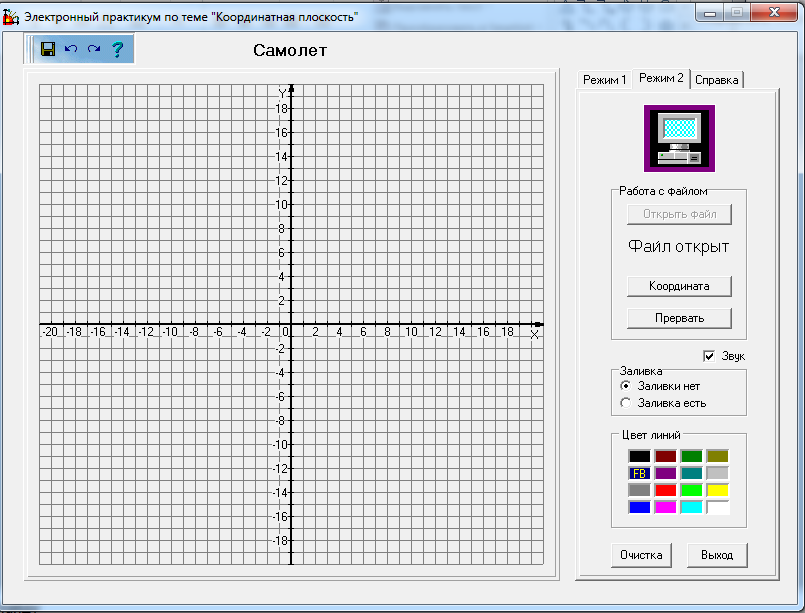 Электронный практикум по теме "Координатная плоскость"
Самолет
Режим 1 Режим 2 Справка
Y
18
16
14
12
10
8
6
4
2
-20 -18 -16 -14 -12 -10 -8 -6 -4 -2 0 2 4 6 8 10 12 14 16 18 X
-2
-4
-6
-8
-10
-12
-14
-16
-18
Работа с файлом
Открыть файл
Файл открыт
Координата
Прервать
Звук
Заливка
Заливки нет
Заливка есть
Цвет линий
FB
Очистка Выход